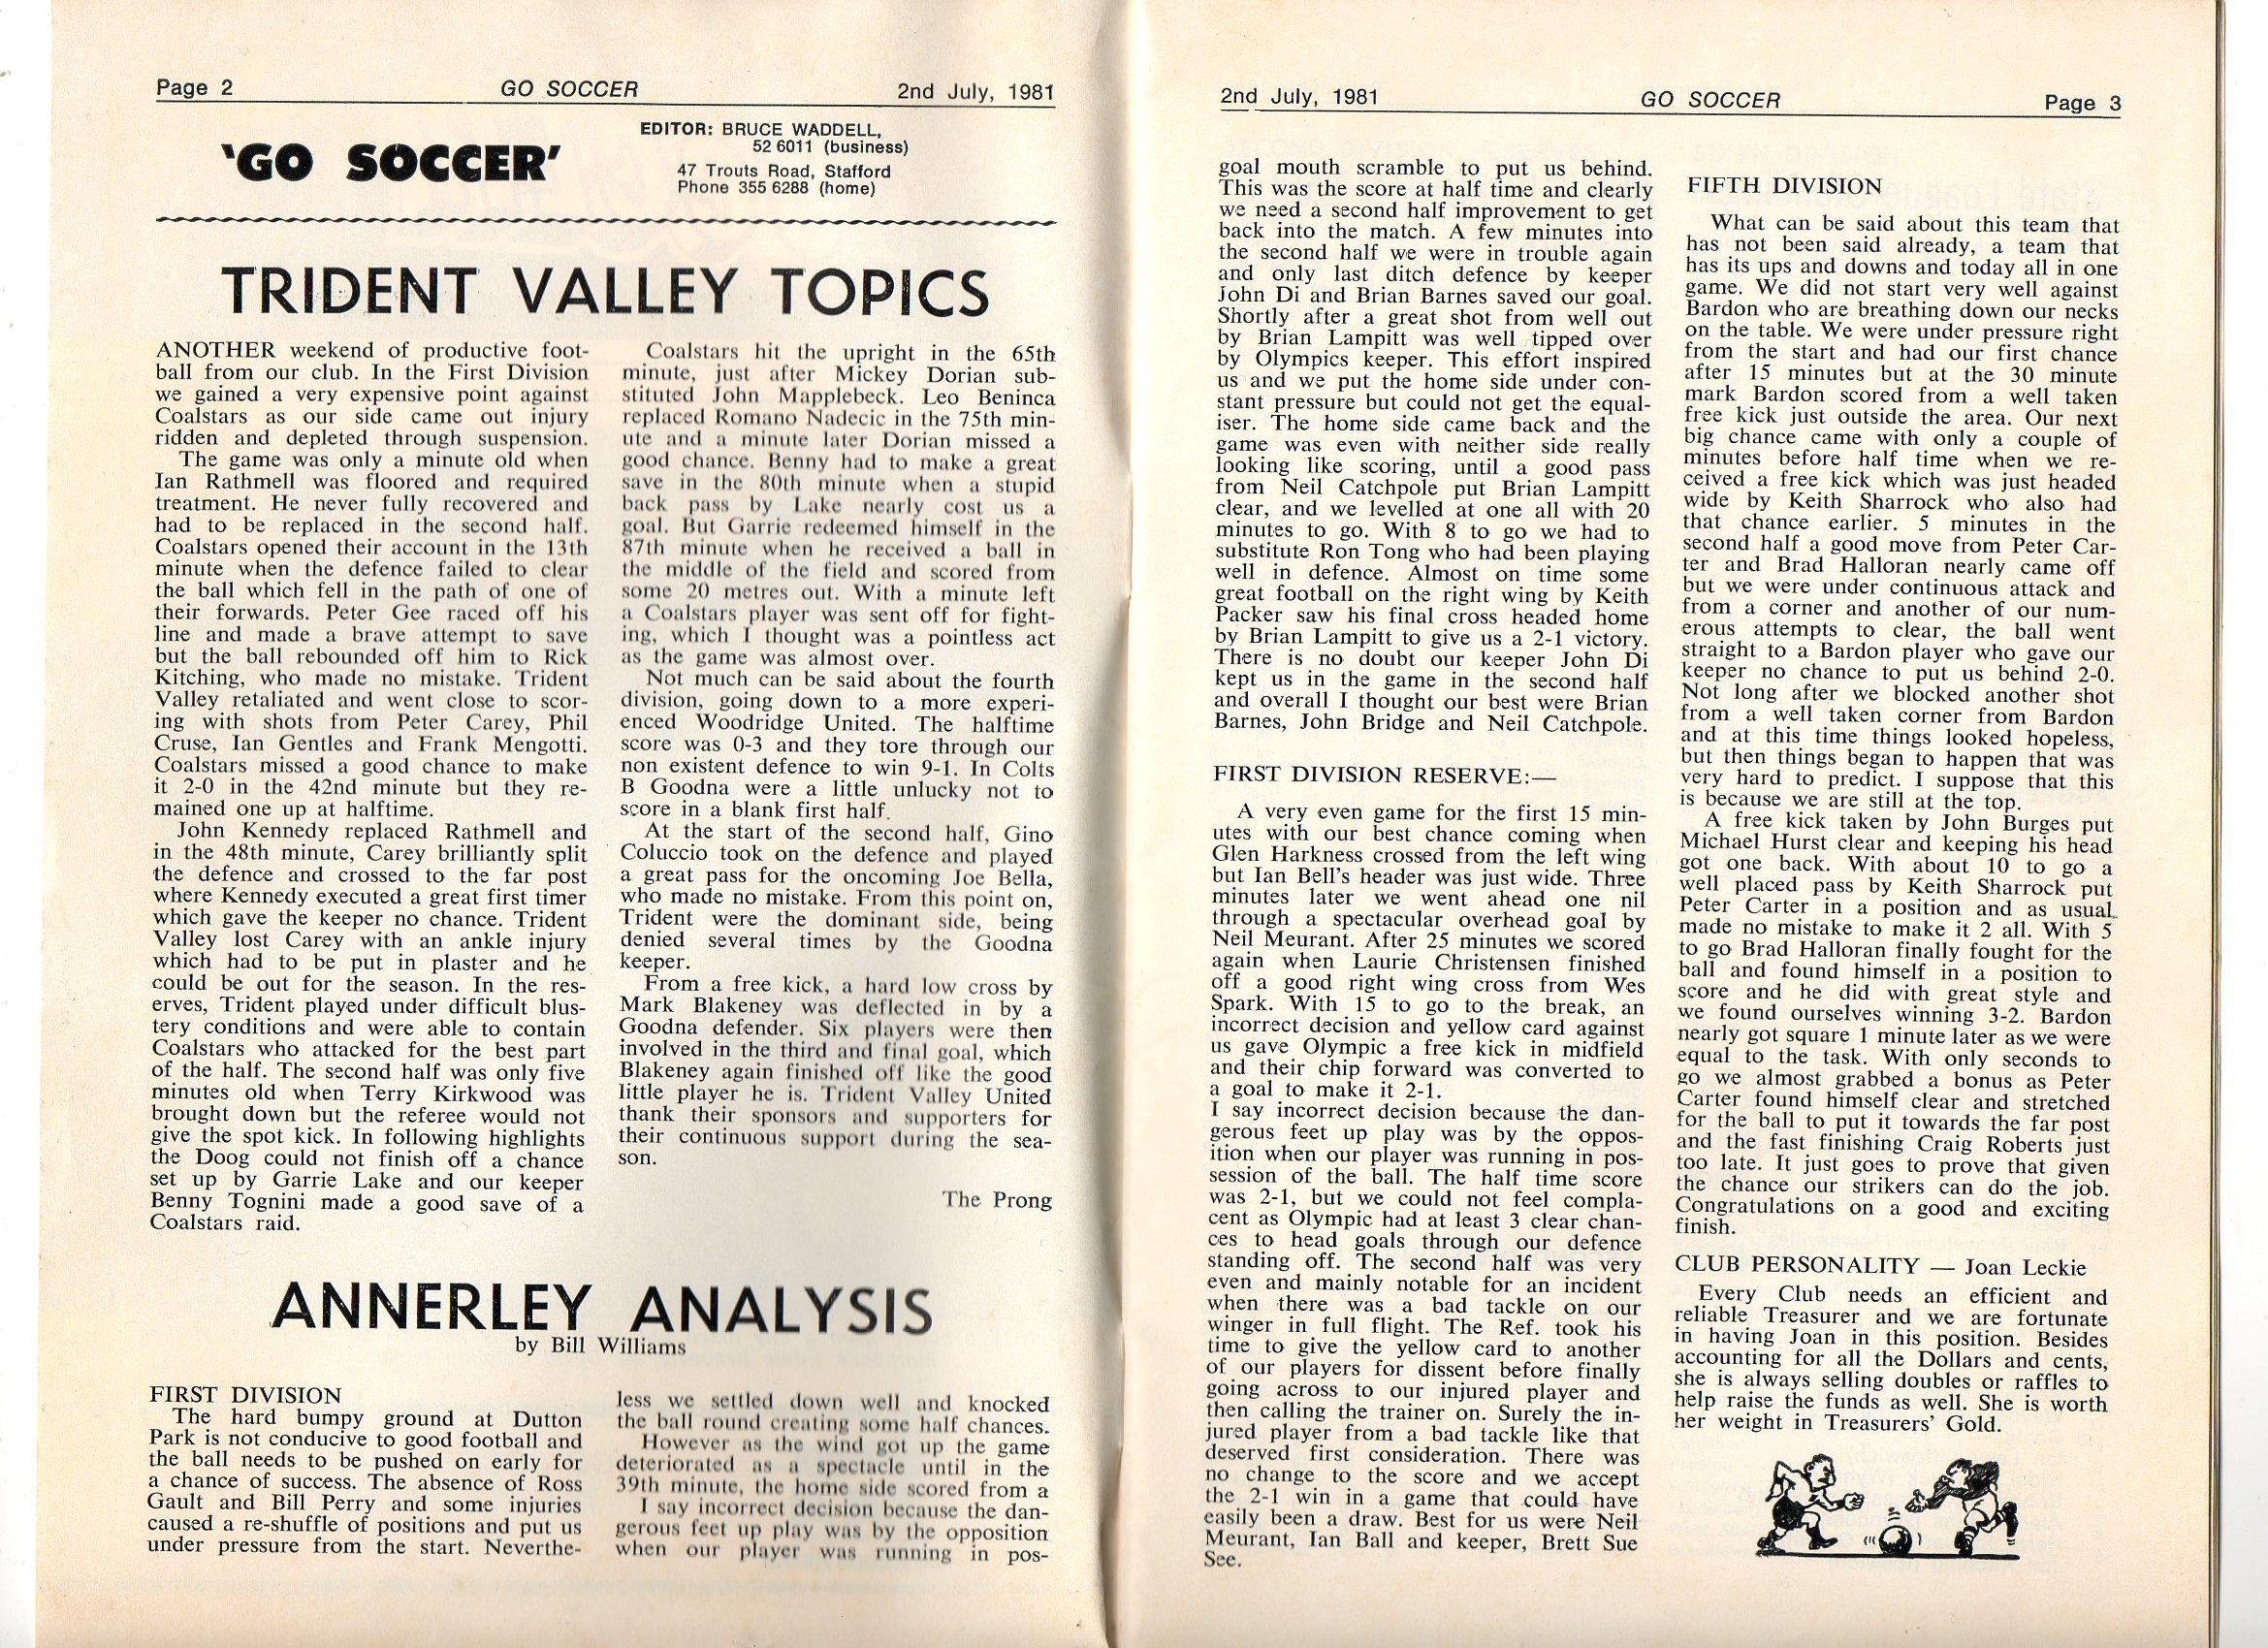 Page 2
GO SOCCER
2nd July, 1981
'GO SOCCER'
EDITOR: BRUCE WADDELL,
52 6011 (business)
47 Trouts Road, Stafford
Phone 355 6288 (home)
TRIDENT VALLEY TOPICS
ANOTHER weekend of productive foot-
ball from our club. In the First Division
we gained a very expensive point against
Coalstars as our side came out injury
ridden and depleted through suspension.
The game was only a minute old when
Ian Rathmell was floored and required
treatment. He never fully recovered and
had to be replaced in the second half.
Coalstars opened their account in the 13th
minute when the defence failed to clear
the ball which fell in the path of one of
their forwards. Peter Gee raced off his
line and made a brave attempt to save
but the ball rebounded off him to Rick
Kitching, who made no mistake. Trident
Valley retaliated and went close to scor-
ing with shots from Peter Carey, Phil
Cruse, Ian Gentles and Frank Mengotti.
Coalstars missed a good chance to make
it 2-0 in the 42nd minute but they re-
mained one up at halftime.
John Kennedy replaced Rathmell and
in the 48th minute, Carey brilliantly split
the defence and crossed to the far post
where Kennedy executed a great first timer
which gave the keeper no chance. Trident
Valley lost Carey with an ankle injury
which had to be put in plaster and he
could be out for the season. In the res-
erves, Trident played under difficult blus-
tery conditions and were able to contain
Coalstars who attacked for the best part
of the half. The second half was only five
minutes old when Terry Kirkwood was
brought down but the referee would not
give the spot kick. In following highlights
the Doog could not finish off a chance
set up by Garrie Lake and our keeper
Benny Tognini made a good save of a
Coalstars raid.
Coalstars hit the upright in the 65th
minute, just after Mickey Dorian sub-
stituted John Mapplebeck. Leo Beninca
replaced Romano Nadecic in the 75th min-
ute and a minute later Dorian missed a
good chance. Benny had to make a great
save in the 80th minute when a stupid
back pass by Lake nearly cost us a
goal. But Garrie redeemed himself in the
87th minute when he received a ball in
the middle of the field and scored from
some 20 metres out. With a minute left
a Coalstars player was sent off for fight-
ing, which I thought was a pointless act
as the game was almost over.
Not much can be said about the fourth
division, going down to a more experi-
enced Woodridge United. The halftime
score was 0-3 and they tore through our
non existent defence to win 9-1. In Colts
B Goodna were a little unlucky not to
score in a blank first half.
At the start of the second half, Gino
Coluccio took on the defence and played
a great pass for the oncoming Joe Bella,
who made no mistake. From this point on,
Trident were the dominant side, being
denied several times by the Goodna
keeper.
From a free kick, a hard low cross by
Mark Blakeney was deflected in by a
Goodna defender. Six players were then
involved in the third and final goal, which
Blakeney again finished off like the good
little player he is. Trident Valley United
thank their sponsors and supporters for
their continuous support during the sea-
son.
The Prong
ANNERLEY ANALYSIS
by Bill Williams
FIRST DIVISION
The hard bumpy ground at Dutton
Park is not conducive to good football and
the ball needs to be pushed on early for
a chance of success. The absence of Ross
Gault and Bill Perry and some injuries
caused a re-shuffle of positions and put us
under pressure from the start. Neverthe-
less we settled down well and knocked
the ball round creating some half chances.
However as the wind got up the game
deteriorated as a spectacle until in the
39th minute, the home side scored from a
I say incorrect decision because the dan-
gerous feet up play was by the opposition
when our player was running in pos-
2nd July, 1981
GO SOCCER
Page 3
goal mouth scramble to put us behind.
This was the score at half time and clearly
we need a second half improvement to get
back into the match. A few minutes into
the second half we were in trouble again
and only last ditch defence by keeper
John Di and Brian Barnes saved our goal.
Shortly after a great shot from well out
by Brian Lampitt was well tipped over
by Olympics keeper. This effort inspired
us and we put the home side under con-
stant pressure but could not get the equal-
iser. The home side came back and the
game was even with neither side really
looking like scoring, until a good pass
from Neil Catchpole put Brian Lampitt
clear, and we levelled at one all with 20
minutes to go. With 8 to go we had to
substitute Ron Tong who had been playing
well in defence. Almost on time some
great football on the right wing by Keith
Packer saw his final cross headed home
by Brian Lampitt to give us a 2-1 victory.
There is no doubt our keeper John Di
kept us in the game in the second half
and overall I thought our best were Brian
Barnes, John Bridge and Neil Catchpole.
FIRST DIVISION RESERVE:—
A very even game for the first 15 min-
utes with our best chance coming when
Glen Harkness crossed from the left wing
but Ian Bell's header was just wide. Three
minutes later we went ahead one nil
through a spectacular overhead goal by
Neil Meurant. After 25 minutes we scored
again when Laurie Christensen finished
off a good right wing cross from Wes
Spark. With 15 to go to the break, an
incorrect decision and yellow card against
us gave Olympic a free kick in midfield
and their chip forward was converted to
a goal to make it 2-1.
I say incorrect decision because the dan-
gerous feet up play was by the oppos-
ition when our player was running in pos-
session of the ball. The half time score
was 2-1, but we could not feel compla-
cent as Olympic had at least 3 clear chan-
ces to head goals through our defence
standing off. The second half was very
even and mainly notable for an incident
when there was a bad tackle on our
winger in full flight. The Ref. took his
time to give the yellow card to another
of our players for dissent before finally
going across to our injured player and
then calling the trainer on. Surely the in-
jured player from a bad tackle like that
deserved first consideration. There was
no change to the score and we accept
the 2-1 win in a game that could have
easily been a draw. Best for us were Neil
Meurant, Ian Ball and keeper, Brett Sue
See.
FIFTH DIVISION
What can be said about this team that
has not been said already, a team that
has its ups and downs and today all in one
game. We did not start very well against
Bardon who are breathing down our necks
on the table. We were under pressure right
from the start and had our first chance
after 15 minutes but at the 30 minute
mark Bardon scored from a well taken
free kick just outside the area. Our next
big chance came with only a couple of
minutes before half time when we re-
ceived a free kick which was just headed
wide by Keith Sharrock who also had
that chance earlier. 5 minutes in the
second half a good move from Peter Car-
ter and Brad Halloran nearly came off
but we were under continuous attack and
from a corner and another of our num-
erous attempts to clear, the ball went
straight to a Bardon player who gave our
keeper no chance to put us behind 2-0.
Not long after we blocked another shot
from a well taken corner from Bardon
and at this time things looked hopeless,
but then things began to happen that was
very hard to predict. I suppose that this
is because we are still at the top.
A free kick taken by John Burges put
Michael Hurst clear and keeping his head
got one back. With about 10 to go a
well placed pass by Keith Sharrock put
Peter Carter in a position and as usual
made no mistake to make it 2 all. With 5
to go Brad Halloran finally fought for the
ball and found himself in a position to
score and he did with great style and
we found ourselves winning 3-2. Bardon
nearly got square 1 minute later as we were
equal to the task. With only seconds to
go we almost grabbed a bonus as Peter
Carter found himself clear and stretched
for the ball to put it towards the far post
and the fast finishing Craig Roberts just
too late. It just goes to prove that given
the chance our strikers can do the job.
Congratulations on a good and exciting
finish.
CLUB PERSONALITY — Joan Leckie
Every Club needs an efficient and
reliable Treasurer and we are fortunate
in having Joan in this position. Besides
accounting for all the Dollars and cents,
she is always selling doubles or raffles to
help raise the funds as well. She is worth
her weight in Treasurers' Gold.